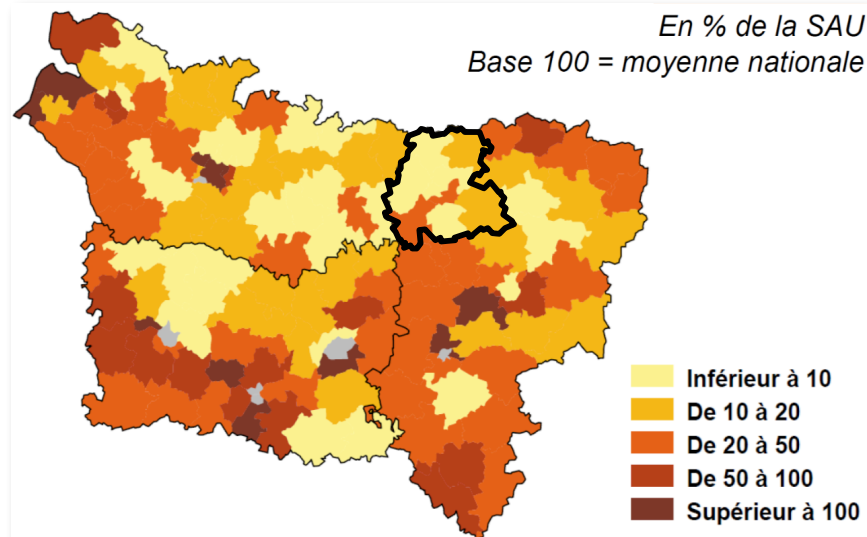 En % de la SAU
Base 100 = moyenne nationale
Inférieur à 10
De 10 à 20
De 20 à 50
De 50 à 100
Supérieur à 100